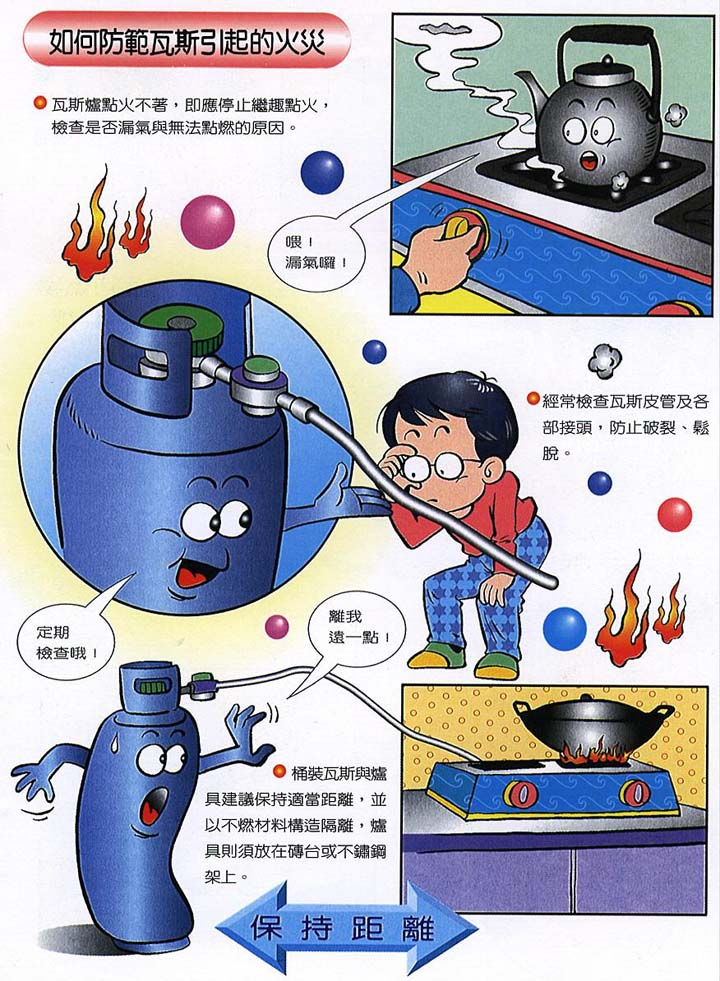 如何防範瓦斯引起的火災
瓦斯爐點火不著，即應停止繼趣點火，
檢查是否漏氣與無法點燃的原因。
喂！
漏氣囉！
經常檢查瓦斯皮管及各
部接頭，防止破裂、鬆
脫。
定期
檢查哦！
離我
遠一點！
桶裝瓦斯與爐
具建議保持適當距離，並
以不燃材料構造隔離，爐
具則須放在磚台或不鏽鋼
架上。
保持距離